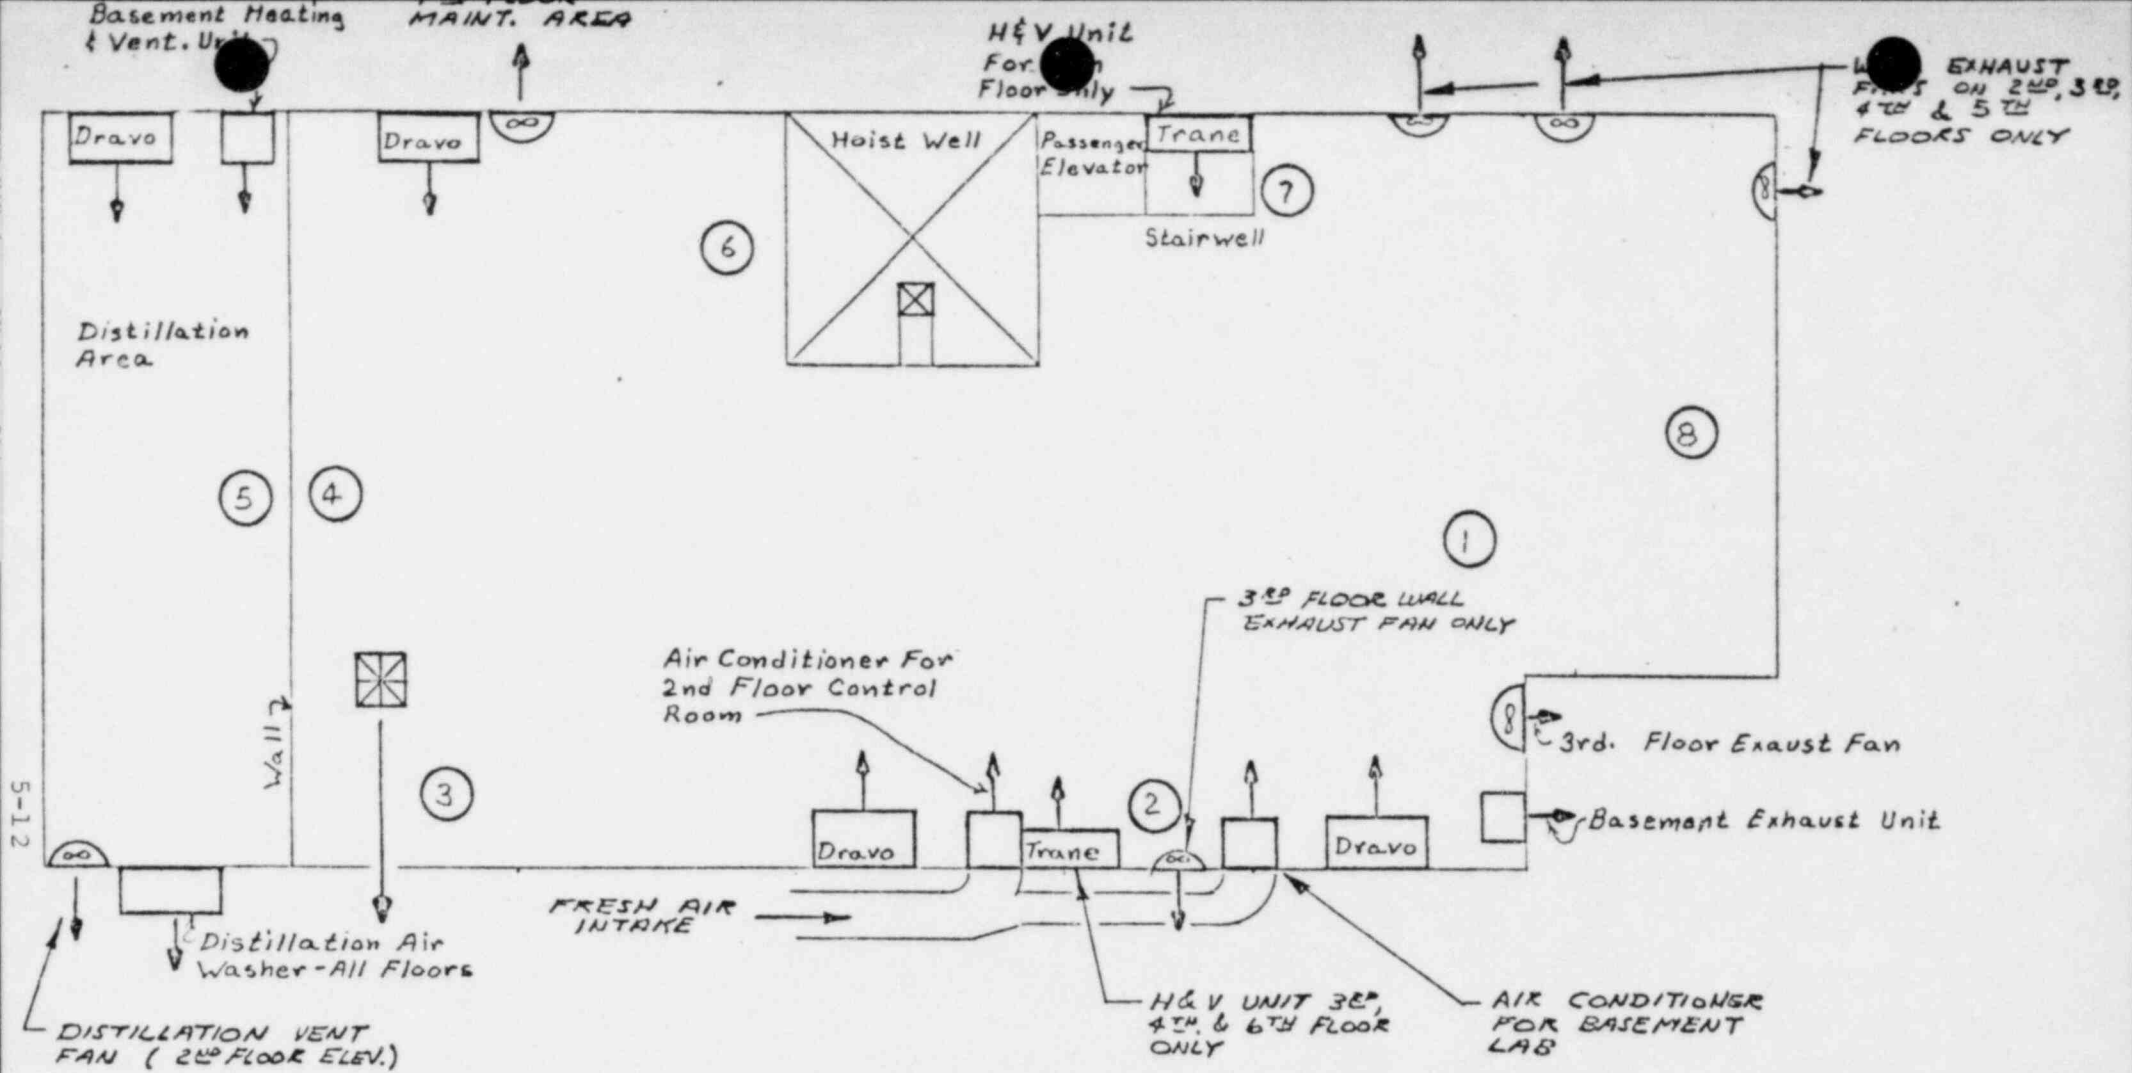 Basement Heating
& Vent. Unit
MAINT. AREA
H&V Unit
For
Floor Only
EXHAUST
ON 2ND, 3RD,
4TH & 5TH
FLOORS ONLY
Dravo
Dravo
Hoist Well
Passenger
Elevator
Trane
7
6
Stairwell
Distillation
Area
8
5
4
1
3RD FLOOR WALL
EXHAUST FAN ONLY
Air Conditioner For
2nd Floor Control
Room
Wall
3
2
3rd. Floor Exaust Fan
Basement Exhaust Unit
Dravo
Trane
Dravo
5-12
FRESH AIR
INTAKE
Distillation Air
Washer-All Floors
DISTILLATION VENT
FAN ( 2ND FLOOR ELEV.)
H&V UNIT 3RD,
4TH. & 6TH FLOOR
ONLY
AIR CONDITIONER
FOR BASEMENT
LAB